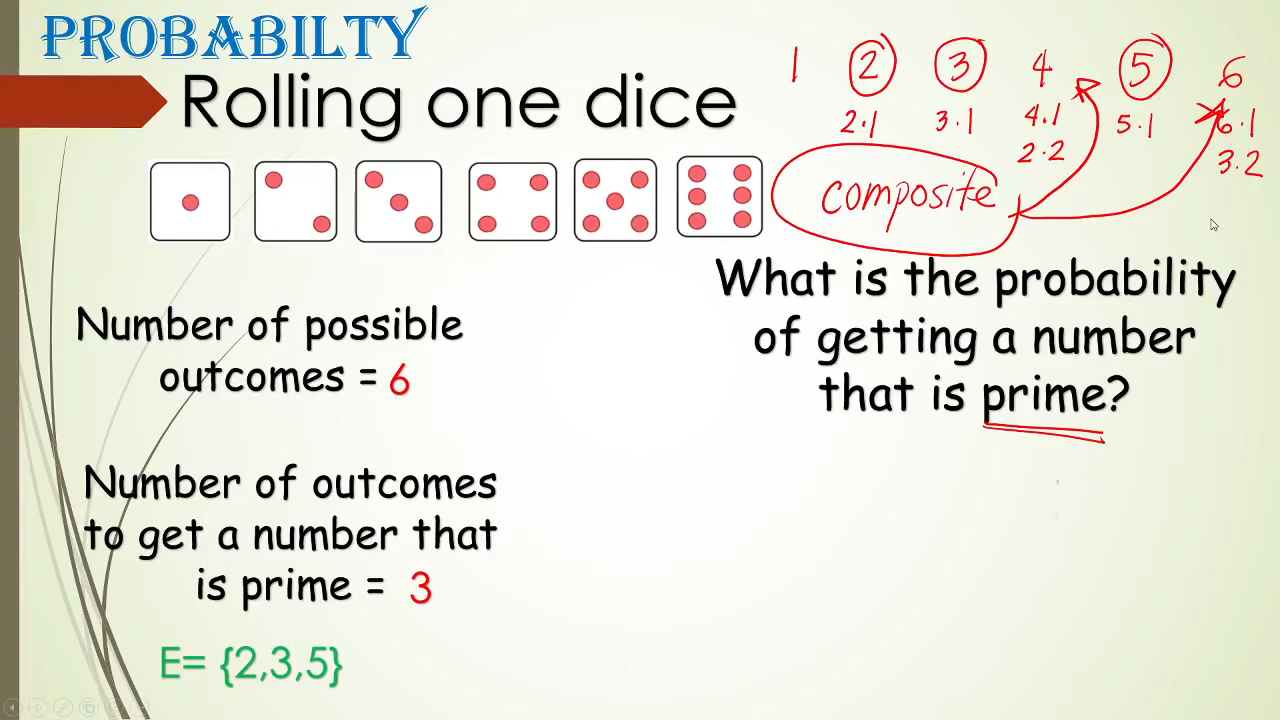 PROBABILTY
Rolling one dice
1 2 3 4 5 6
2·1 3·1 4·1 5·1 6·1
2·2 3·2
composite
What is the probability
of getting a number
that is prime?
Number of possible
outcomes = 6
Number of outcomes
to get a number that
is prime = 3
E= {2,3,5}